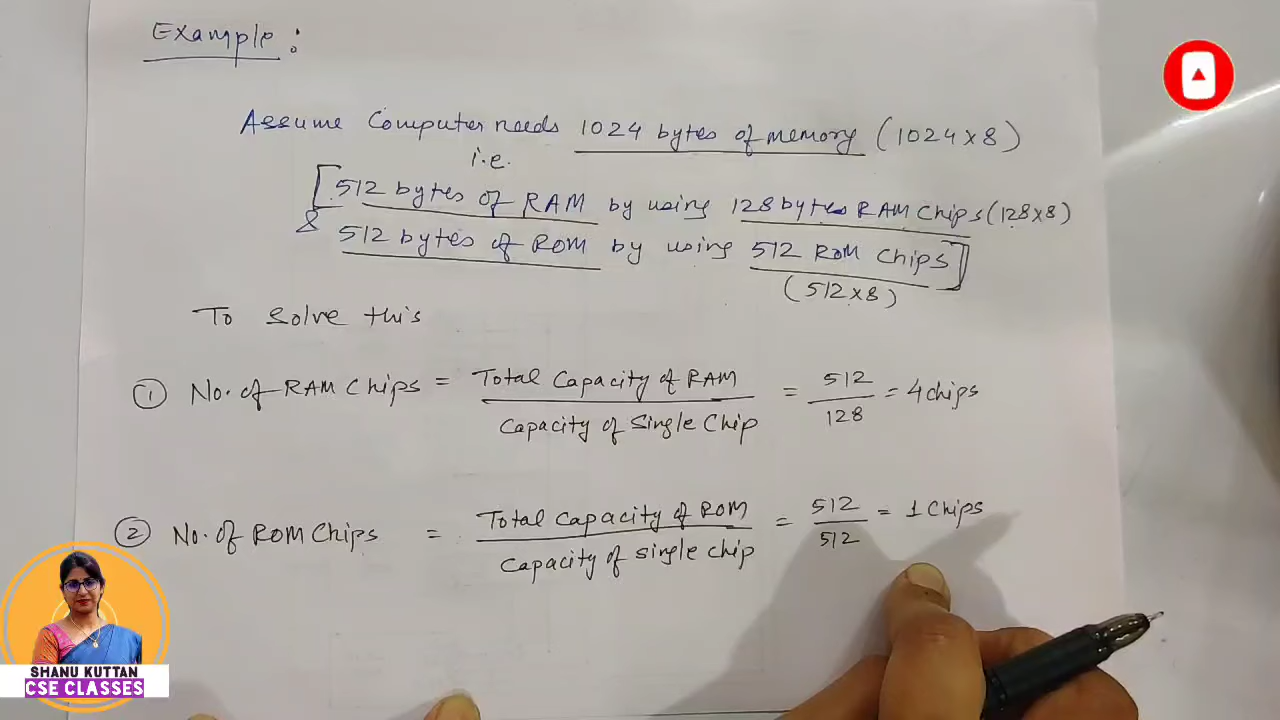 Example:
Assume Computer needs 1024 bytes of memory (1024 x 8)
i.e.
[512 bytes of RAM by using 128 bytes RAM Chips (128 x 8)
&
512 bytes of ROM by using 512 ROM Chips]
(512 x 8)
To solve this
① No. of RAM Chips = Total Capacity of RAM / Capacity of Single Chip = 512 / 128 = 4 chips
② No. of ROM Chips = Total Capacity of ROM / Capacity of single chip = 512 / 512 = 1 Chips
SHANU KUTTAN
CSE CLASSES